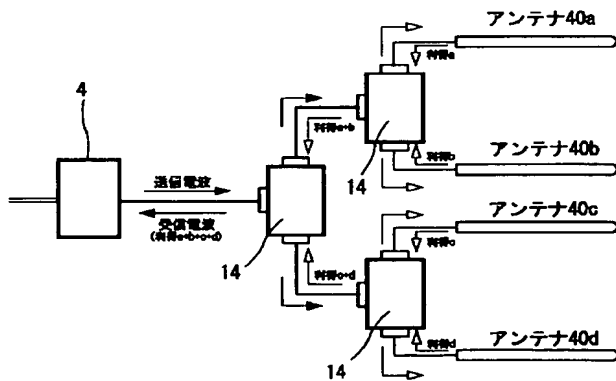 アンテナ40a
利得a
4
利得a+b
14
利得b
アンテナ40b
送信電波
受信電波
(利得a+b+c+d)
14
アンテナ40c
利得c
利得c+d
14
利得d
アンテナ40d